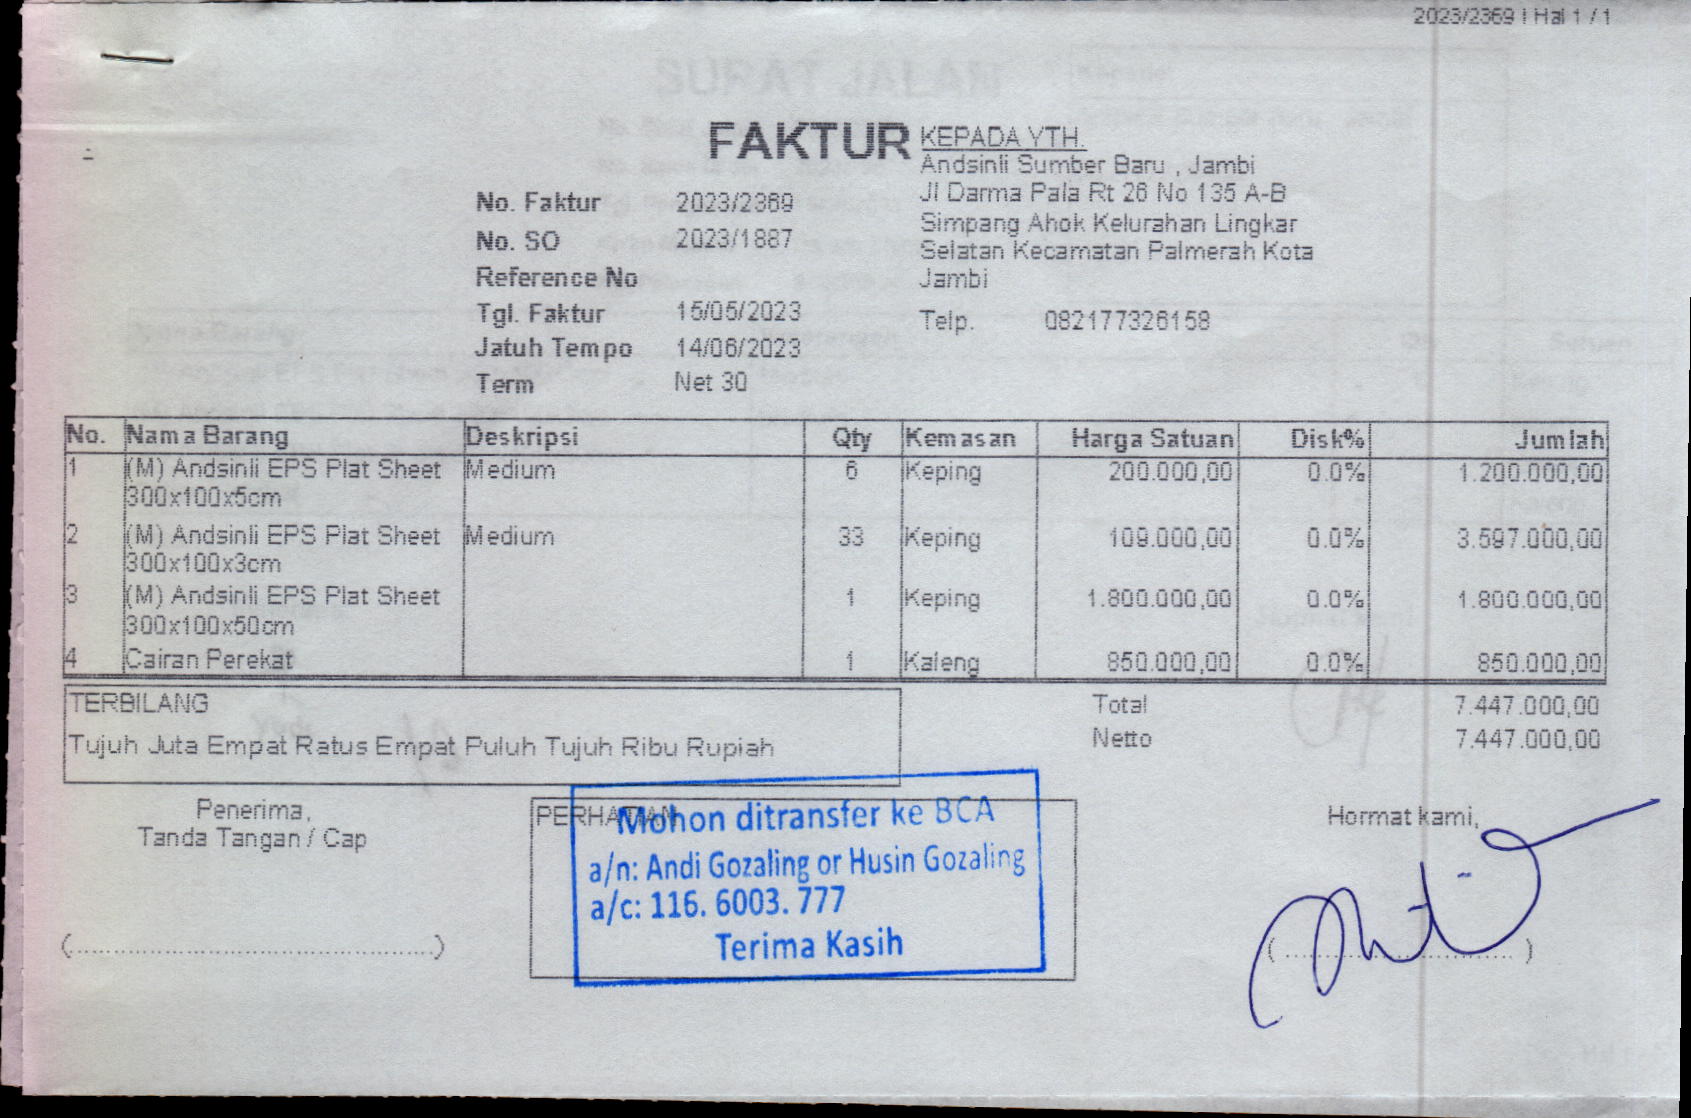 2023/2369 | Hal 1 / 1
FAKTUR
No. Faktur 2023/2369
No. SO 2023/1887
Reference No
Tgl. Faktur 15/05/2023
Jatuh Tempo 14/06/2023
Term Net 30
KEPADA YTH.
Andsinli Sumber Baru , Jambi
Jl Darma Pala Rt 26 No 135 A-B
Simpang Ahok Kelurahan Lingkar
Selatan Kecamatan Palmerah Kota
Jambi
Telp. 082177326158
No. Nama Barang Deskripsi Qty Kemasan Harga Satuan Disk% Jumlah
1 (M) Andsinli EPS Plat Sheet Medium 6 Keping 200.000,00 0.0% 1.200.000,00
300x100x5cm
2 (M) Andsinli EPS Plat Sheet Medium 33 Keping 109.000,00 0.0% 3.597.000,00
300x100x3cm
3 (M) Andsinli EPS Plat Sheet 1 Keping 1.800.000,00 0.0% 1.800.000,00
300x100x50cm
4 Cairan Perekat 1 Kaleng 850.000,00 0.0% 850.000,00
TERBILANG
Tujuh Juta Empat Ratus Empat Puluh Tujuh Ribu Rupiah
Total 7.447.000,00
Netto 7.447.000,00
Penerima,
Tanda Tangan / Cap
(............................................)
PERHATIAN
Mohon ditransfer ke BCA
a/n: Andi Gozaling or Husin Gozaling
a/c: 116. 6003. 777
Terima Kasih
Hormat kami,
(............................)
SURAT JALAN